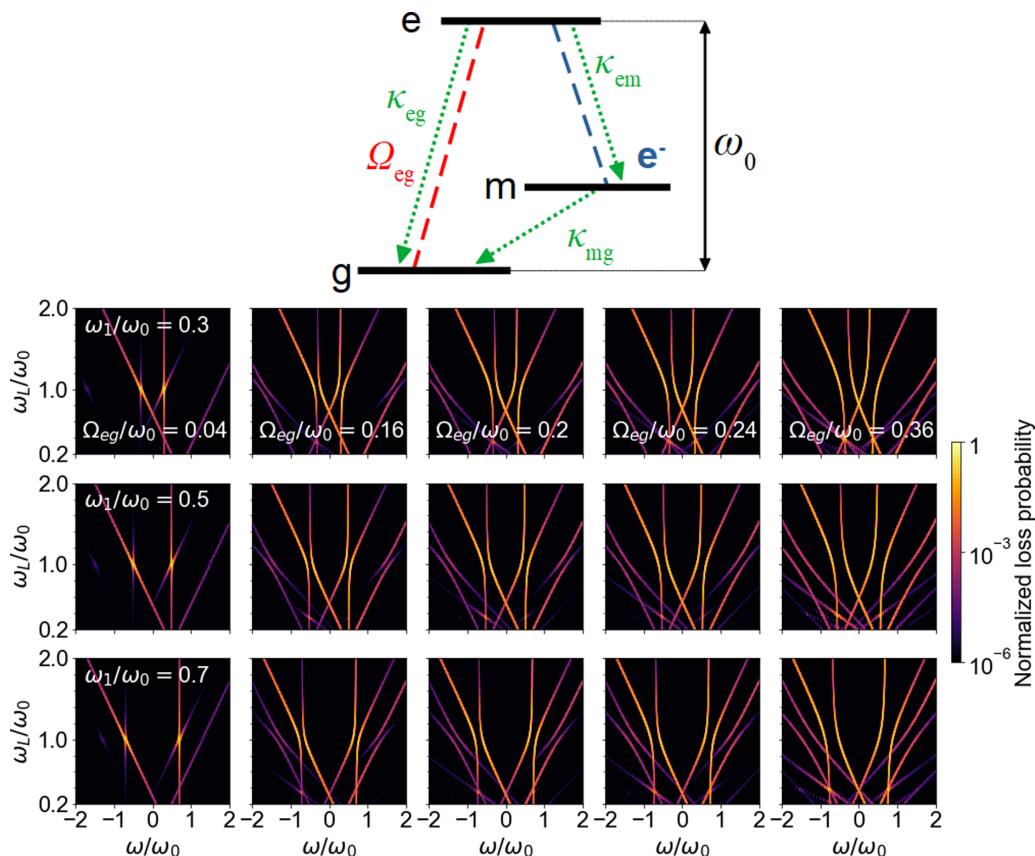 e
κeg
κem
Ωeg
e-
ω0
m
κmg
g
2.0
ω1/ω0 = 0.3
ωL/ω0
1.0
Ωeg/ω0 = 0.04
Ωeg/ω0 = 0.16
Ωeg/ω0 = 0.2
Ωeg/ω0 = 0.24
Ωeg/ω0 = 0.36
0.2
2.0
ω1/ω0 = 0.5
ωL/ω0
1.0
0.2
2.0
ω1/ω0 = 0.7
ωL/ω0
1.0
0.2
−2 −1 0 1 2
−2 −1 0 1 2
−2 −1 0 1 2
−2 −1 0 1 2
−2 −1 0 1 2
ω/ω0
ω/ω0
ω/ω0
ω/ω0
ω/ω0
1
10−3
10−6
Normalized loss probability